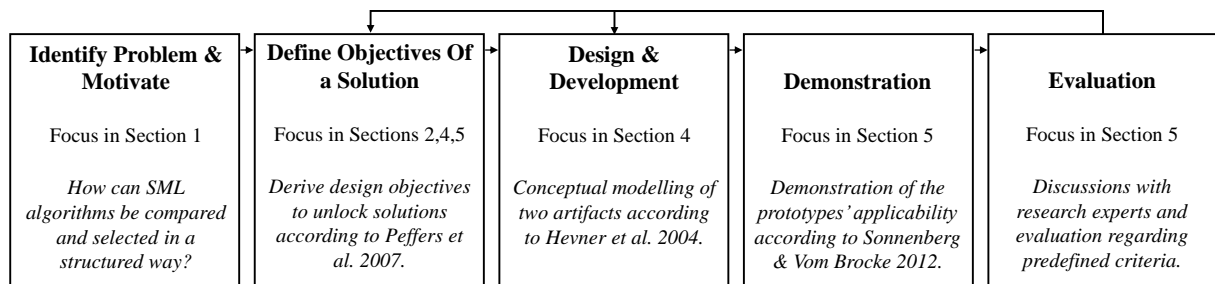 Identify Problem &
Motivate
Focus in Section 1
How can SML
algorithms be compared
and selected in a
structured way?
Define Objectives Of
a Solution
Focus in Sections 2,4,5
Derive design objectives
to unlock solutions
according to Peffers et
al. 2007.
Design &
Development
Focus in Section 4
Conceptual modelling of
two artifacts according
to Hevner et al. 2004.
Demonstration
Focus in Section 5
Demonstration of the
prototypes’ applicability
according to Sonnenberg
& Vom Brocke 2012.
Evaluation
Focus in Section 5
Discussions with
research experts and
evaluation regarding
predefined criteria.